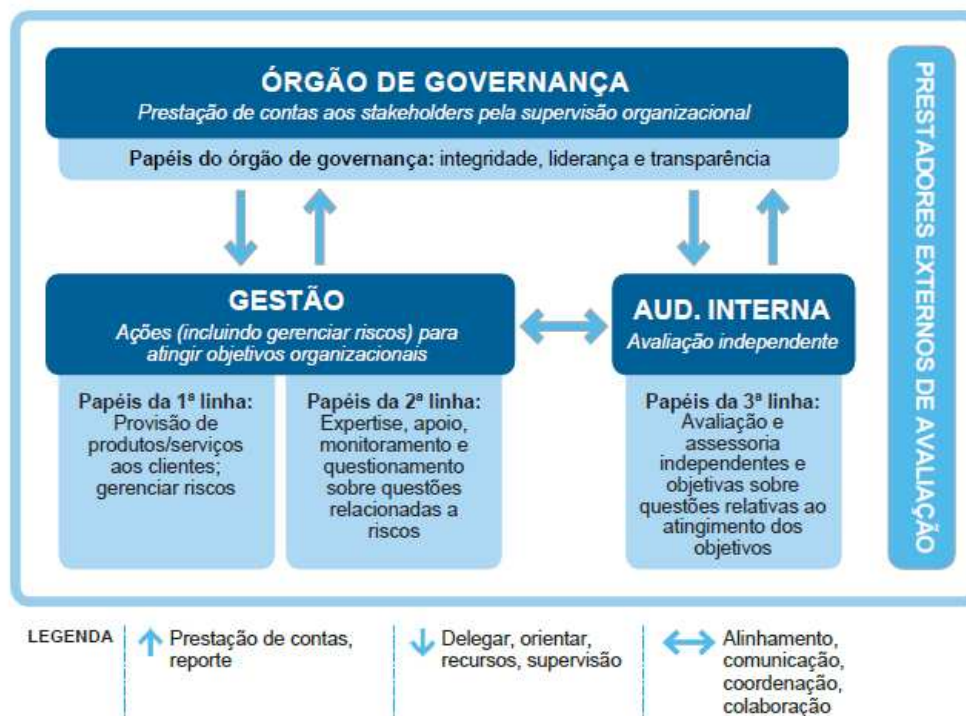 ÓRGÃO DE GOVERNANÇA
Prestação de contas aos stakeholders pela supervisão organizacional
Papéis do órgão de governança: integridade, liderança e transparência
GESTÃO
Ações (incluindo gerenciar riscos) para
atingir objetivos organizacionais
Papéis da 1ª linha:
Provisão de
produtos/serviços
aos clientes;
gerenciar riscos
Papéis da 2ª linha:
Expertise, apoio,
monitoramento e
questionamento
sobre questões
relacionadas a
riscos
AUD. INTERNA
Avaliação independente
Papéis da 3ª linha:
Avaliação e
assessoria
independentes e
objetivas sobre
questões relativas ao
atingimento dos
objetivos
PRESTADORES EXTERNOS DE AVALIAÇÃO
LEGENDA
Prestação de contas,
reporte
Delegar, orientar,
recursos, supervisão
Alinhamento,
comunicação,
coordenação,
colaboração